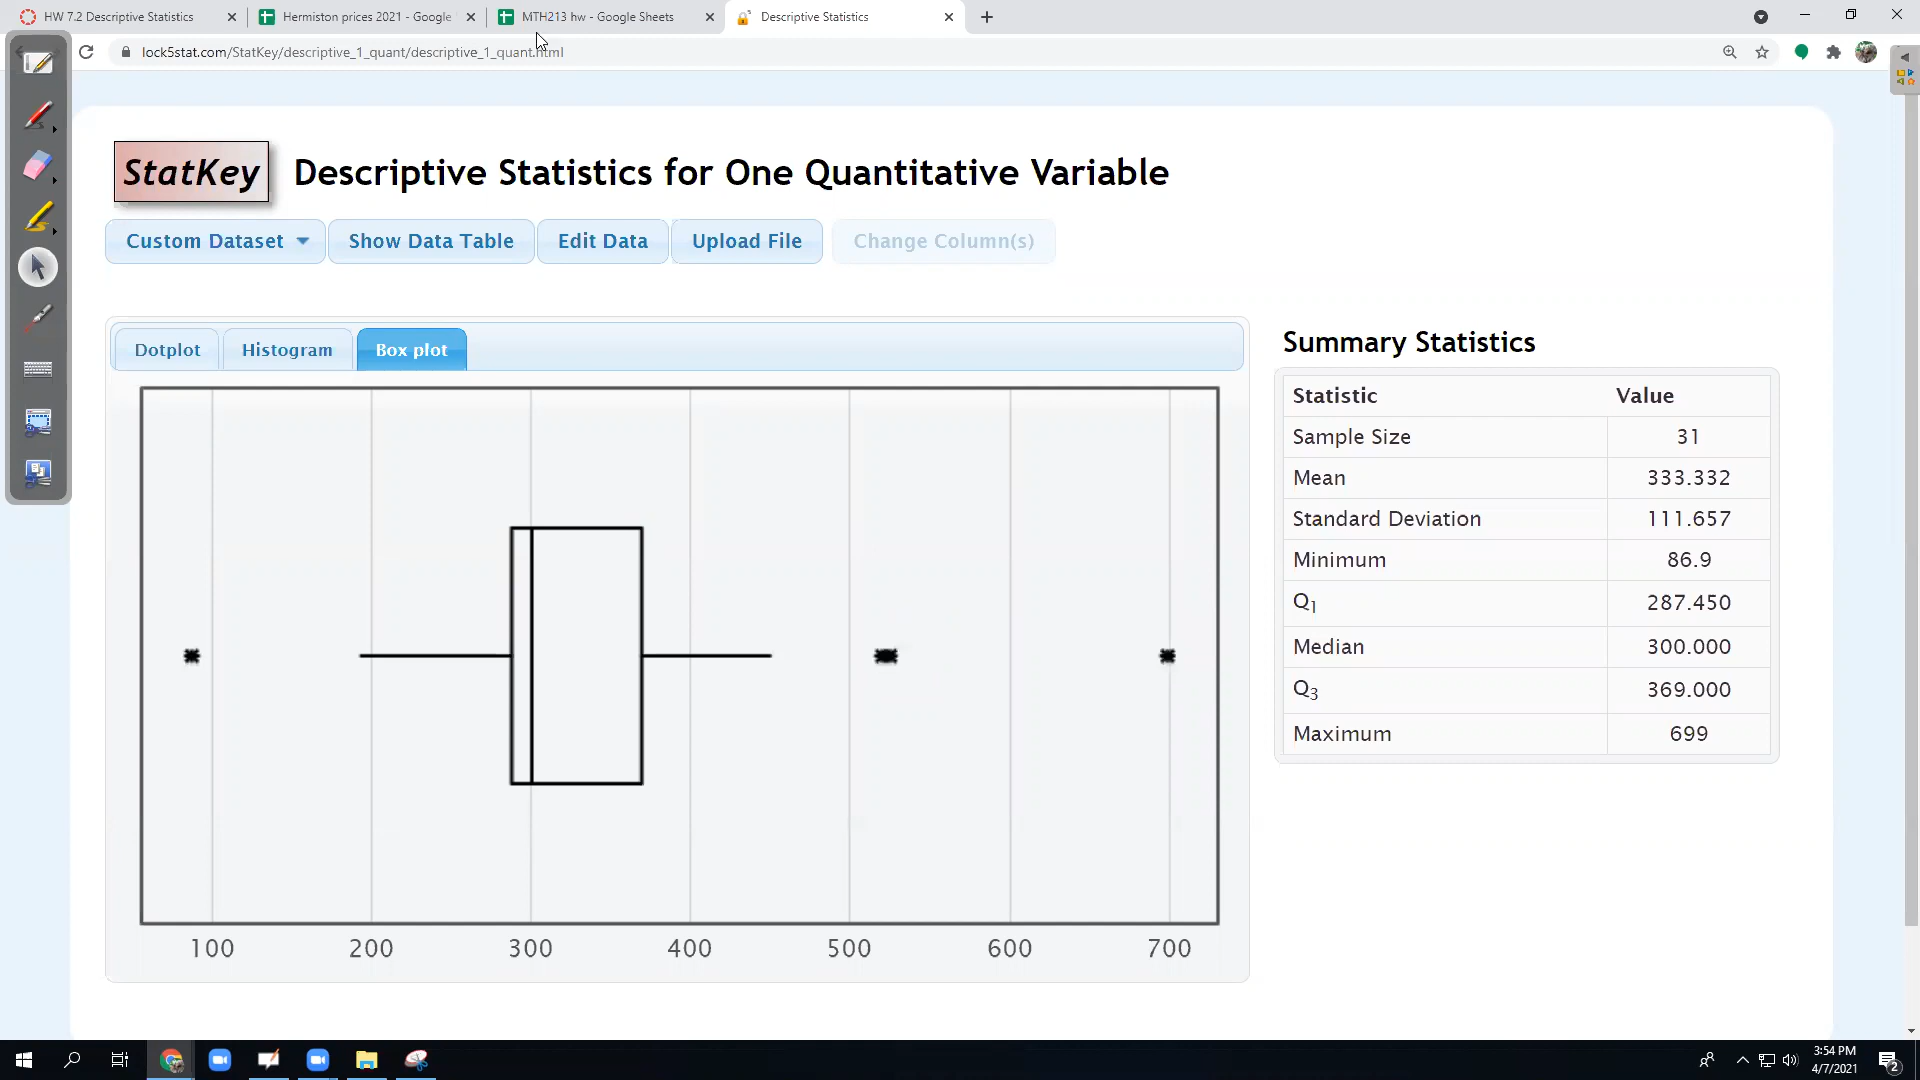 HW 7.2 Descriptive Statistics
Hermiston prices 2021 - Google
MTH213 hw - Google Sheets
Descriptive Statistics
lock5stat.com/StatKey/descriptive_1_quant/descriptive_1_quant.html
StatKey
Descriptive Statistics for One Quantitative Variable
Custom Dataset
Show Data Table
Edit Data
Upload File
Change Column(s)
Dotplot
Histogram
Box plot
Summary Statistics
Statistic Value
Sample Size 31
Mean 333.332
Standard Deviation 111.657
Minimum 86.9
Q1 287.450
Median 300.000
Q3 369.000
Maximum 699
100 200 300 400 500 600 700
3:54 PM
4/7/2021
2